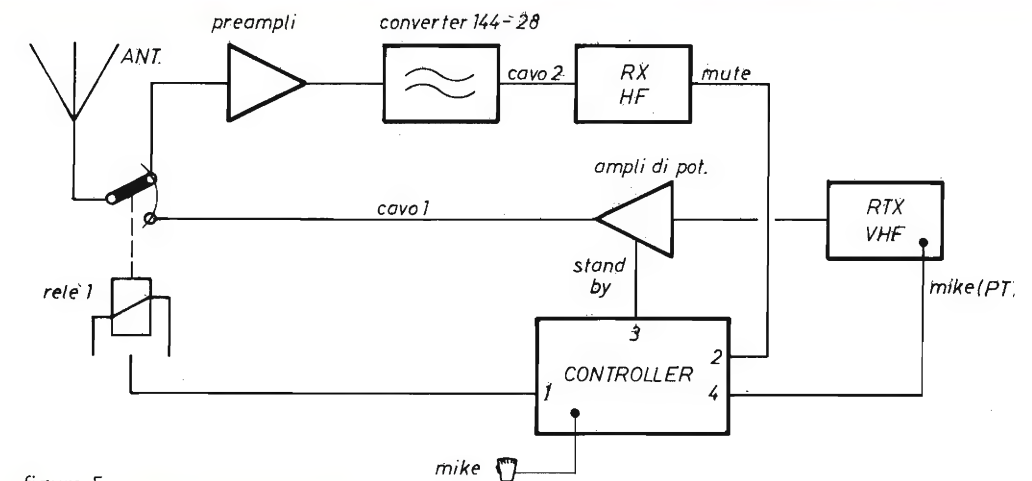 preampli
converter 144-28
ANT.
cavo 2
RX
HF
mute
ampli di pot.
cavo 1
RTX
VHF
stand
by
mike(PT)
relè 1
3
2
CONTROLLER
1
4
mike